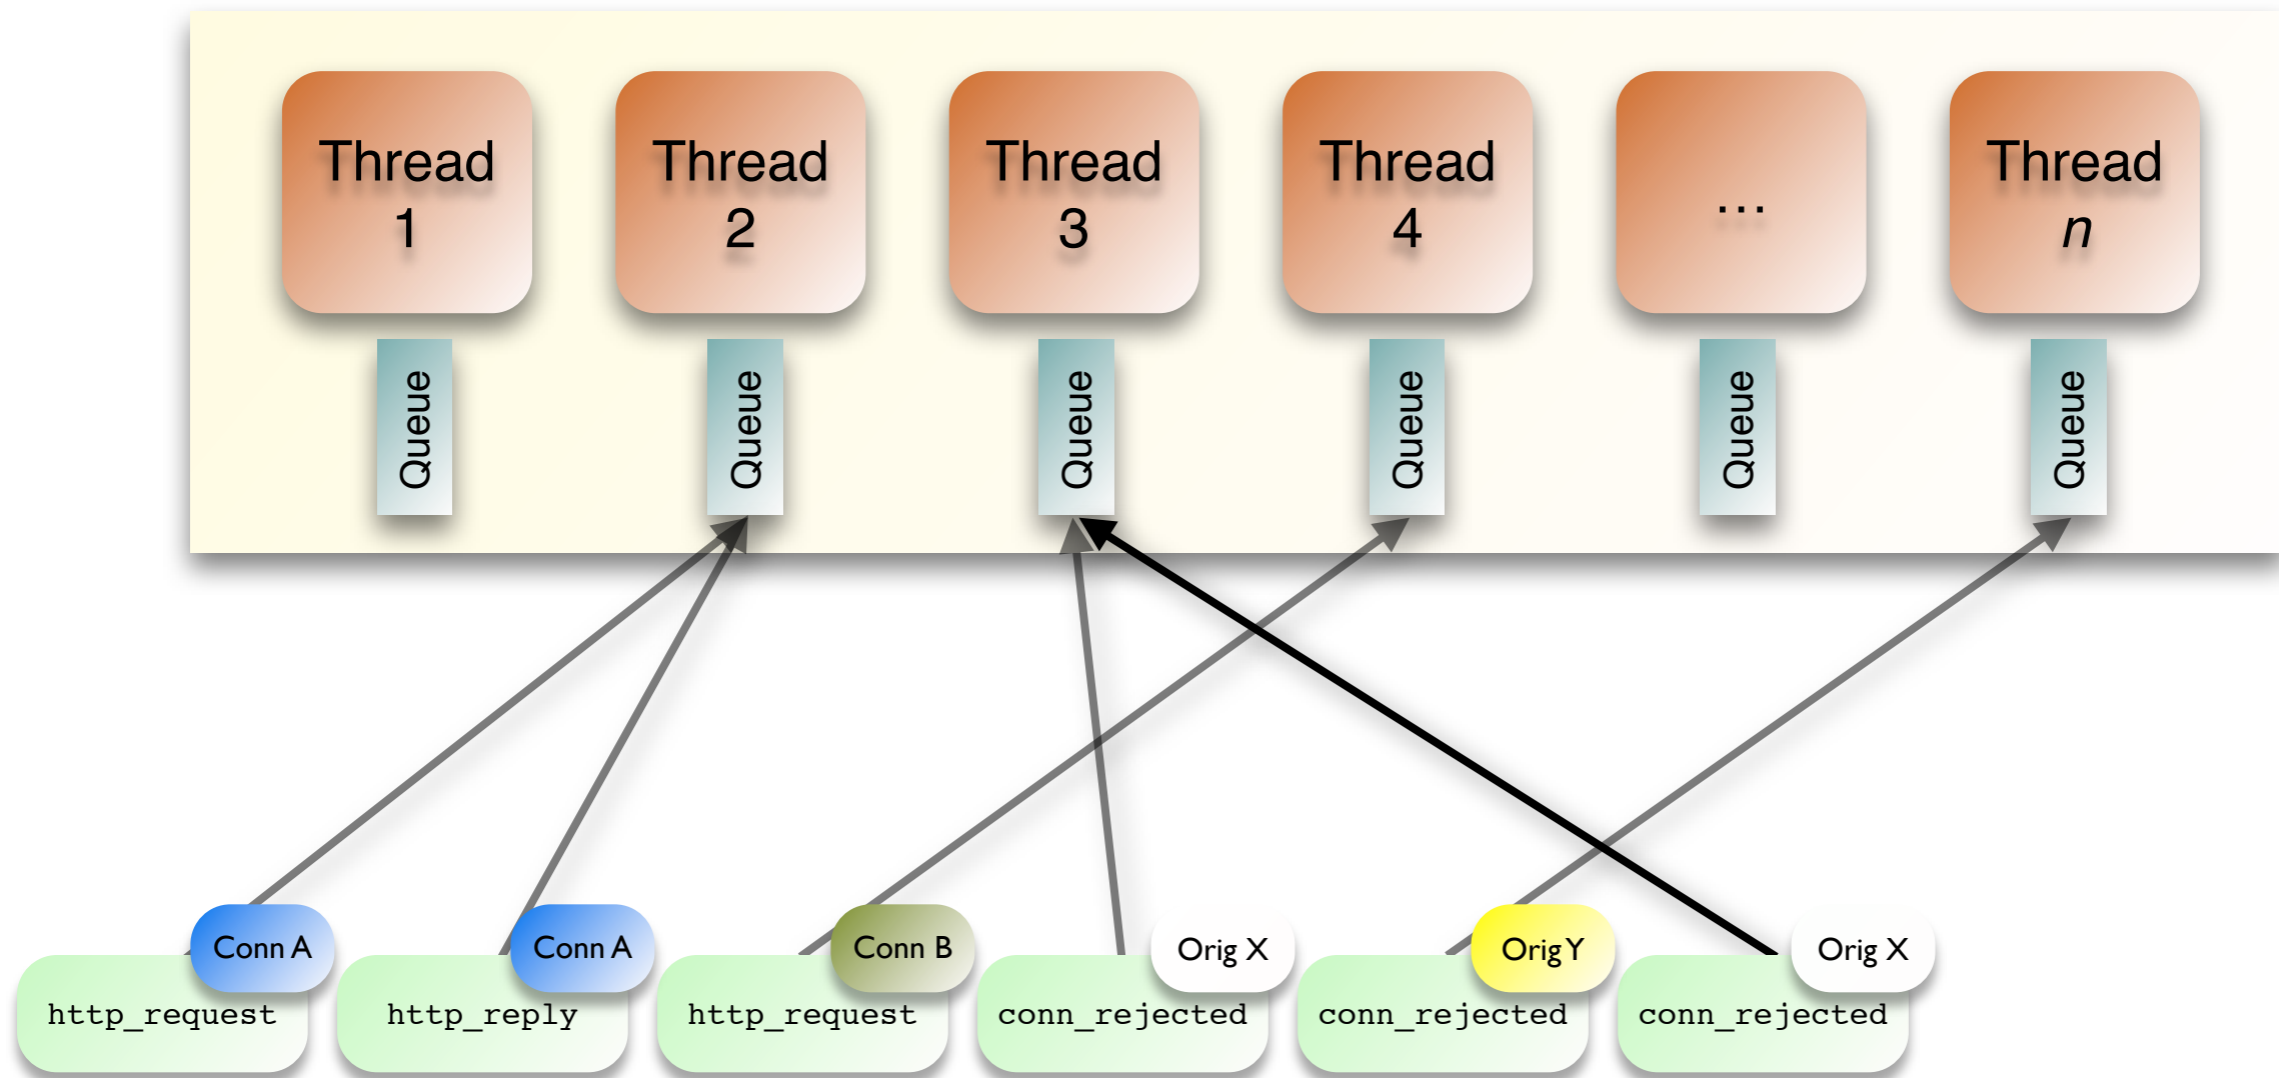 Thread
1
Thread
2
Thread
3
Thread
4
...
Thread
n
Queue
Queue
Queue
Queue
Queue
Queue
Conn A
http_request
Conn A
http_reply
Conn B
http_request
Orig X
conn_rejected
Orig Y
conn_rejected
Orig X
conn_rejected